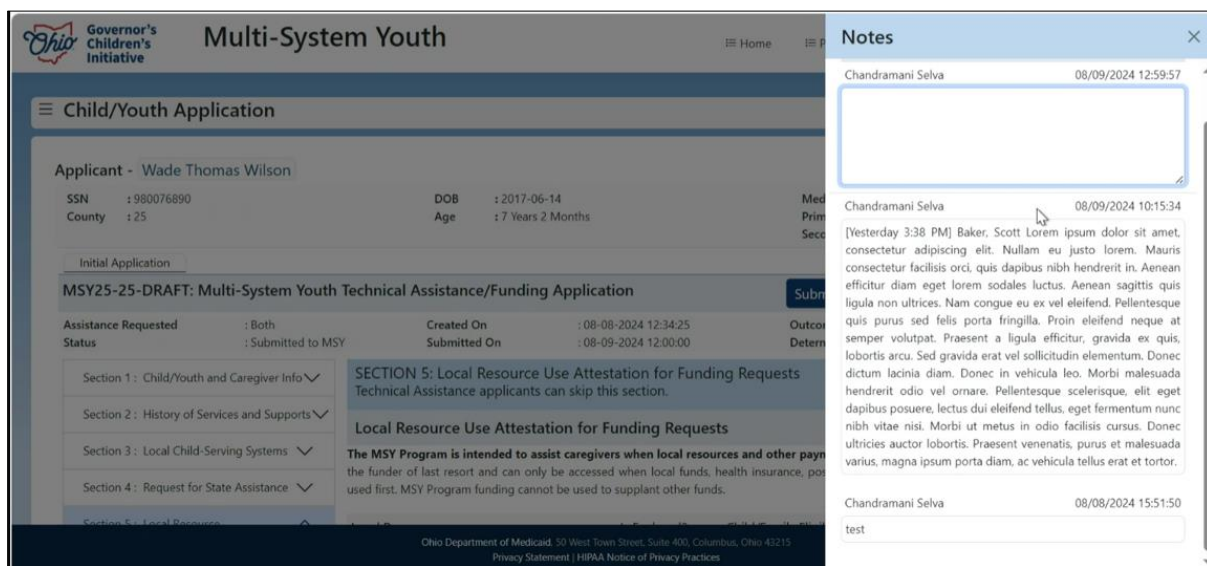 Ohio
Governor's
Children's
Initiative
Multi-System Youth
Home
Child/Youth Application
Applicant - Wade Thomas Wilson
SSN : 980076890
DOB : 2017-06-14
County : 25
Age : 7 Years 2 Months
Initial Application
MSY25-25-DRAFT: Multi-System Youth Technical Assistance/Funding Application
Assistance Requested : Both
Created On : 08-08-2024 12:34:25
Status : Submitted to MSY
Submitted On : 08-09-2024 12:00:00
Section 1 : Child/Youth and Caregiver Info
Section 2 : History of Services and Supports
Section 3 : Local Child-Serving Systems
Section 4 : Request for State Assistance
SECTION 5: Local Resource Use Attestation for Funding Requests
Technical Assistance applicants can skip this section.
Local Resource Use Attestation for Funding Requests
The MSY Program is intended to assist caregivers when local resources and other
the funder of last resort and can only be accessed when local funds, health insurance,
used first. MSY Program funding cannot be used to supplant other funds.
Ohio Department of Medicaid, 50 West Town Street, Suite 400, Columbus, Ohio 43215
Privacy Statement | HIPAA Notice of Privacy Practices
Notes
Chandramani Selva 08/09/2024 12:59:57
Chandramani Selva 08/09/2024 10:15:34
[Yesterday 3:38 PM] Baker, Scott Lorem ipsum dolor sit amet,
consectetur adipiscing elit. Nullam eu justo lorem. Mauris
consectetur facilisis orci, quis dapibus nibh hendrerit in. Aenean
efficitur diam eget lorem sodales luctus. Aenean sagittis quis
ligula non ultrices. Nam congue eu ex vel eleifend. Pellentesque
quis purus sed felis porta fringilla. Proin eleifend neque at
semper volutpat. Praesent a ligula efficitur, gravida ex quis,
lobortis arcu. Sed gravida erat vel sollicitudin elementum. Donec
dictum lacinia diam. Donec in vehicula leo. Morbi malesuada
hendrerit odio vel ornare. Pellentesque scelerisque, elit eget
dapibus posuere, lectus dui eleifend tellus, eget fermentum nunc
nibh vitae nisi. Morbi ut metus in odio facilisis cursus. Donec
ultricies auctor lobortis. Praesent venenatis, purus et malesuada
varius, magna ipsum porta diam, ac vehicula tellus erat et tortor.
Chandramani Selva 08/08/2024 15:51:50
test